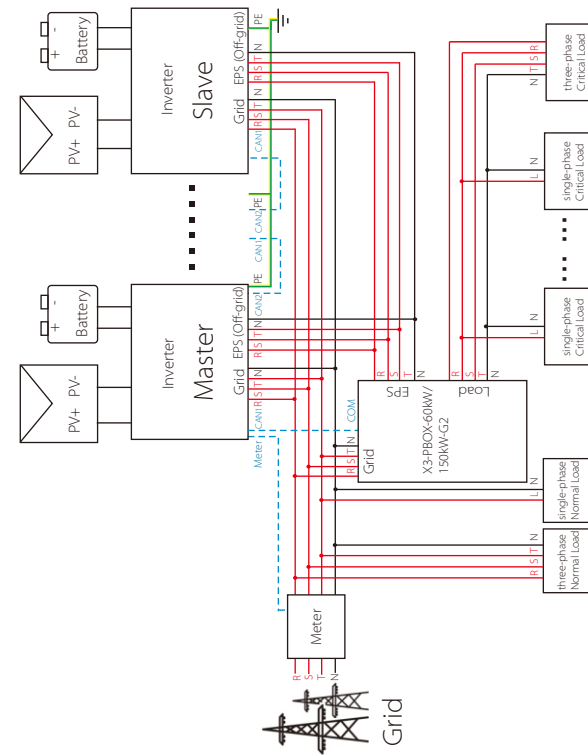 PV+ PV-
+ -
Battery
PV+ PV-
+ -
Battery
Inverter
Master
Inverter
Slave
Grid
EPS (Off-grid)
Grid
EPS (Off-grid)
Meter
CAN1
R S T N
R S T N
CAN2
PE
CAN1
CAN2
PE
CAN1
R S T N
R S T N
PE
R
S
T
N
Meter
Grid
COM
R S T N
Grid
X3-PBOX-60kW/
150kW-G2
R
S
T
N
EPS
R
S
T
N
Load
R S T N
three-phase
Normal Load
L N
single-phase
Normal Load
L N
single-phase
Critical Load
L N
single-phase
Critical Load
N T S R
three-phase
Critical Load